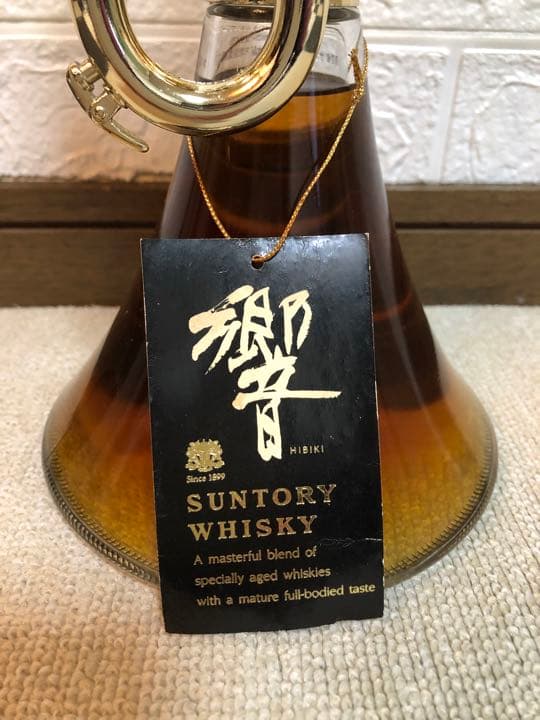 響
HIBIKI
Since 1899
SUNTORY
WHISKY
A masterful blend of
specially aged whiskies
with a mature full-bodied taste